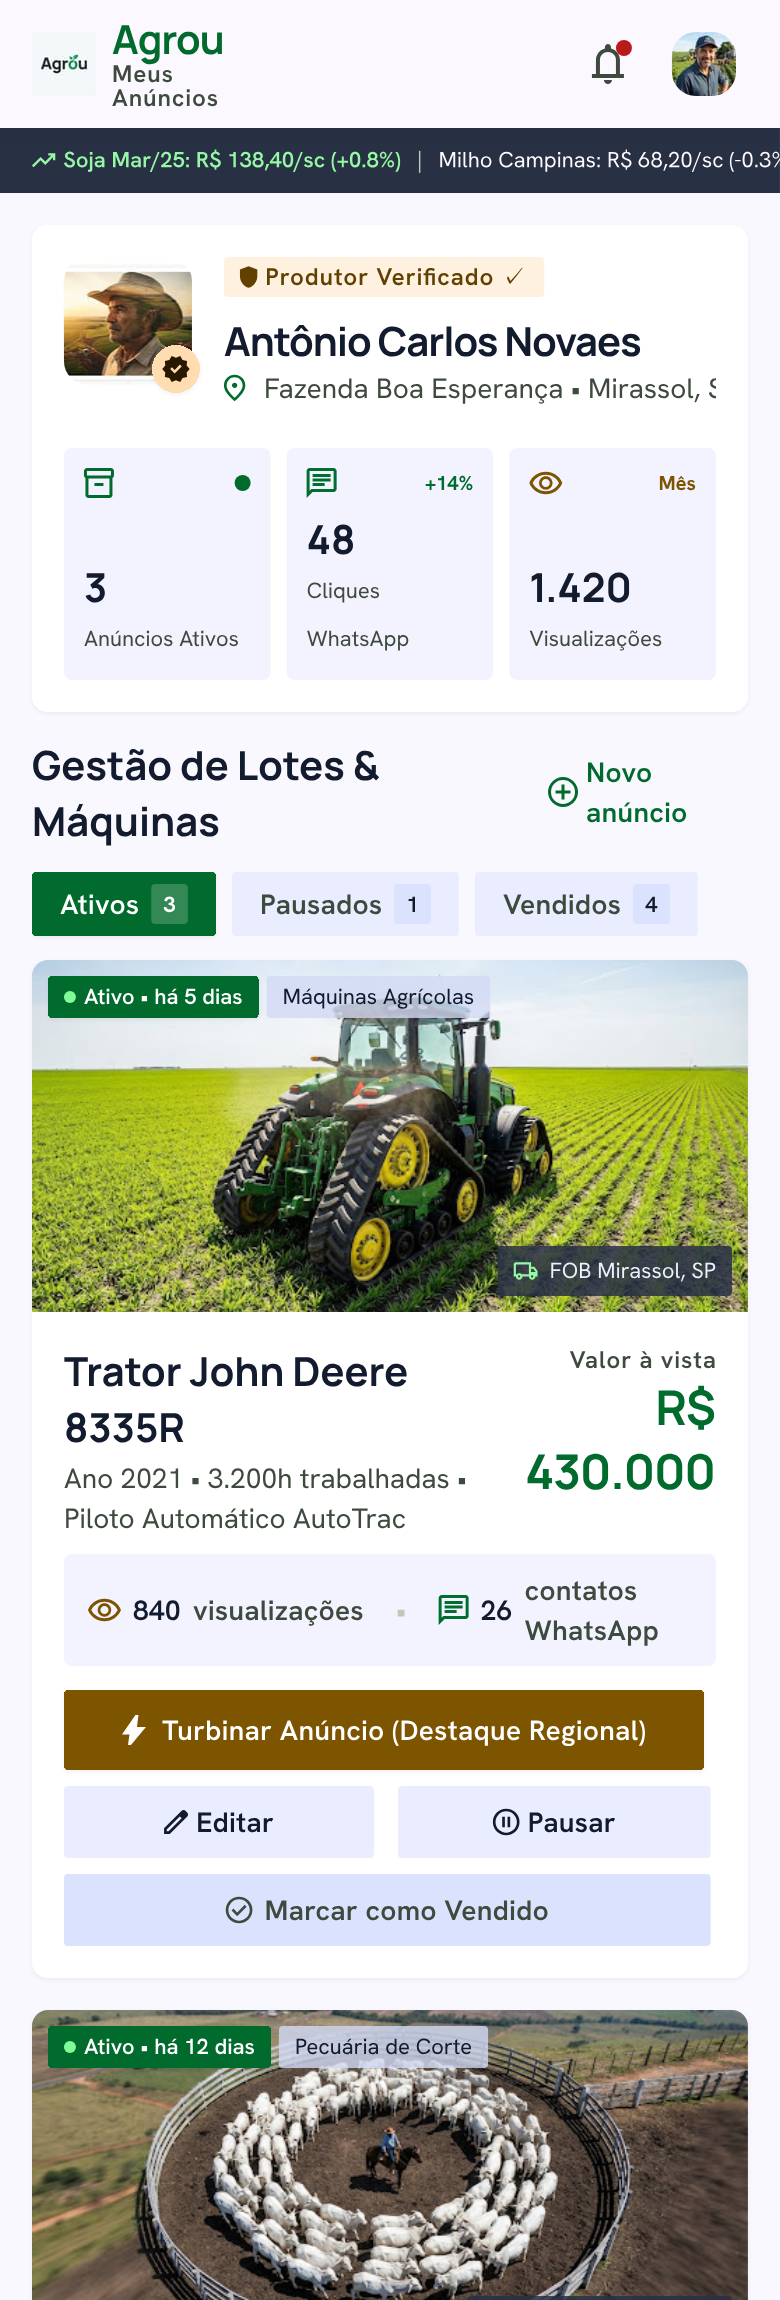 Agrou
Agrou
Meus
Anúncios
Soja Mar/25: R$ 138,40/sc (+0.8%) | Milho Campinas: R$ 68,20/sc (-0.3%
Produtor Verificado ✓
Antônio Carlos Novaes
Fazenda Boa Esperança • Mirassol, S
+14%
Mês
3
Anúncios Ativos
48
Cliques
WhatsApp
1.420
Visualizações
Gestão de Lotes &
Máquinas
Novo
anúncio
Ativos 3
Pausados 1
Vendidos 4
Ativo • há 5 dias
Máquinas Agrícolas
FOB Mirassol, SP
Trator John Deere
8335R
Valor à vista
R$
430.000
Ano 2021 • 3.200h trabalhadas •
Piloto Automático AutoTrac
840 visualizações
26 contatos
WhatsApp
Turbinar Anúncio (Destaque Regional)
Editar
Pausar
Marcar como Vendido
Ativo • há 12 dias
Pecuária de Corte